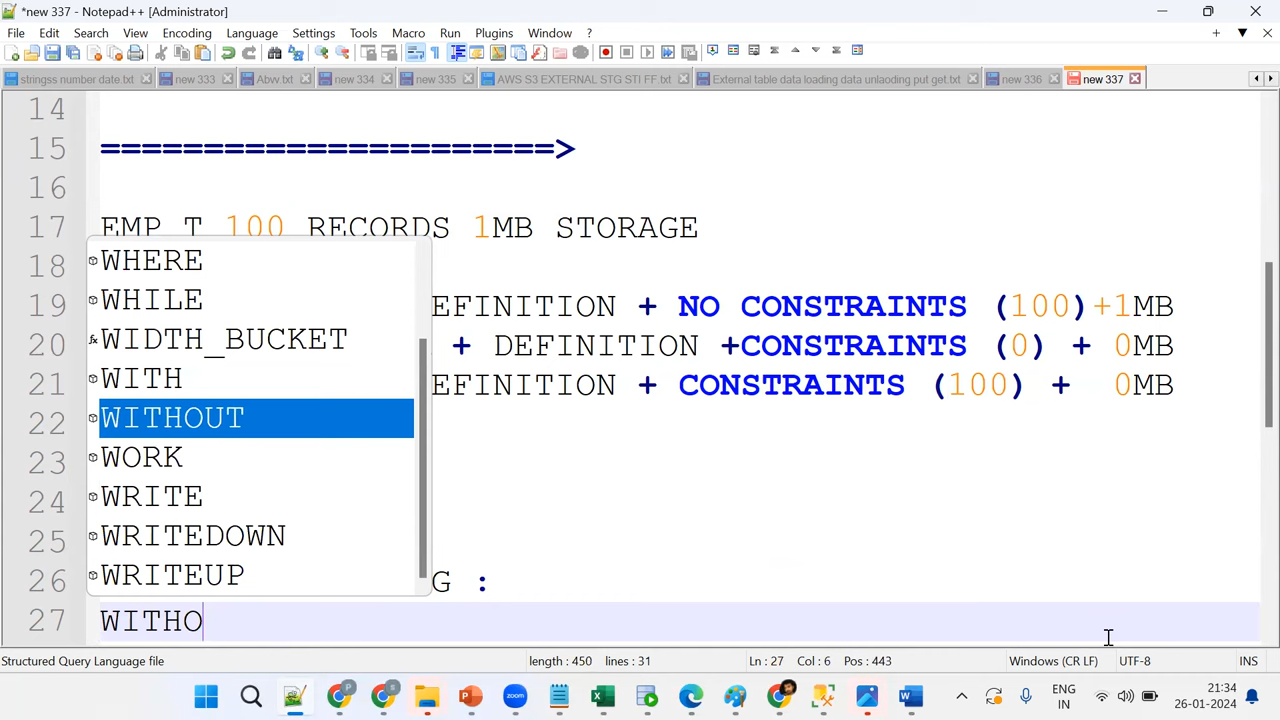 *new 337 - Notepad++ [Administrator]
File Edit Search View Encoding Language Settings Tools Macro Run Plugins Window ?
stringss number date.txt new 333 Abvv.txt new 334 new 335 AWS S3 EXTERNAL STG STI FF txt External table data loading data unlaoding put get txt new 336 new 337
14
15 ======================>
16
17 EMP T 100 RECORDS 1MB STORAGE
18
WHERE
19 EFINITION + NO CONSTRAINTS (100)+1MB
WHILE
20 + DEFINITION +CONSTRAINTS (0) + 0MB
WIDTH_BUCKET
21 EFINITION + CONSTRAINTS (100) + 0MB
WITH
22
WITHOUT
23
WORK
24
WRITE
25
WRITEDOWN
26 G :
WRITEUP
27 WITHO
Structured Query Language file length : 450 lines : 31 Ln : 27 Col : 6 Pos : 443 Windows (CR LF) UTF-8 INS
ENG
IN
21:34
26-01-2024